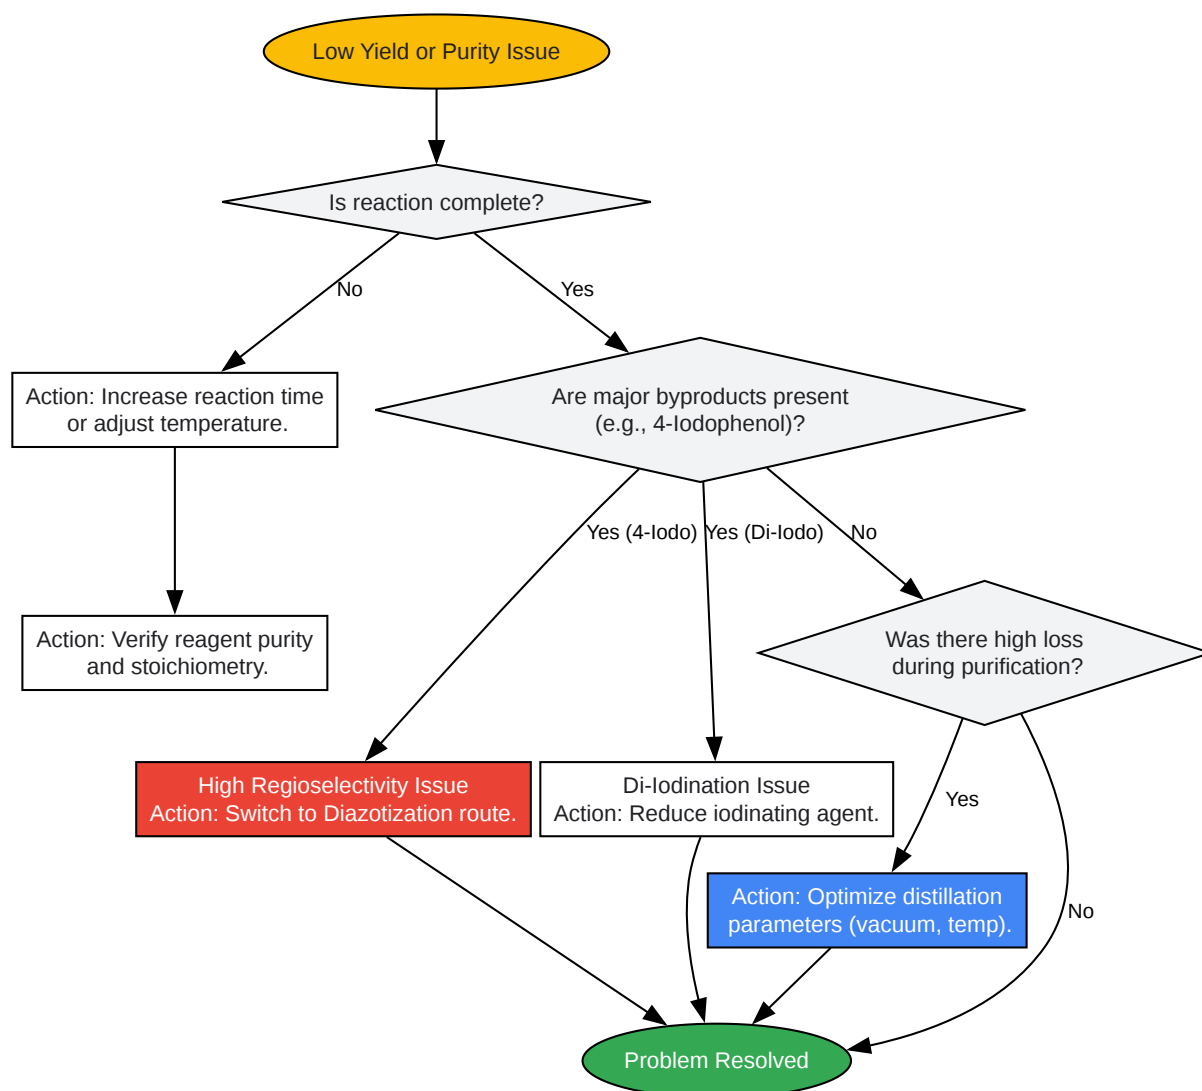 Low Yield or Purity Issue
Is reaction complete?
No
Yes
Action: Increase reaction time
or adjust temperature.
Are major byproducts present
(e.g., 4-Iodophenol)?
Yes (4-Iodo)
Yes (Di-Iodo)
No
Action: Verify reagent purity
and stoichiometry.
Was there high loss
during purification?
High Regioselectivity Issue
Action: Switch to Diazotization route.
Di-Iodination Issue
Action: Reduce iodinating agent.
Yes
Action: Optimize distillation
parameters (vacuum, temp).
No
Problem Resolved